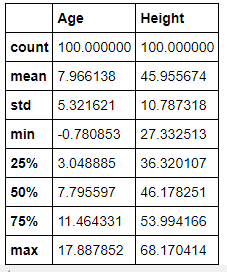 Age Height
count 100.000000 100.000000
mean 7.966138 45.955674
std 5.321621 10.787318
min -0.780853 27.332513
25% 3.048885 36.320107
50% 7.795597 46.178251
75% 11.464331 53.994166
max 17.887852 68.170414